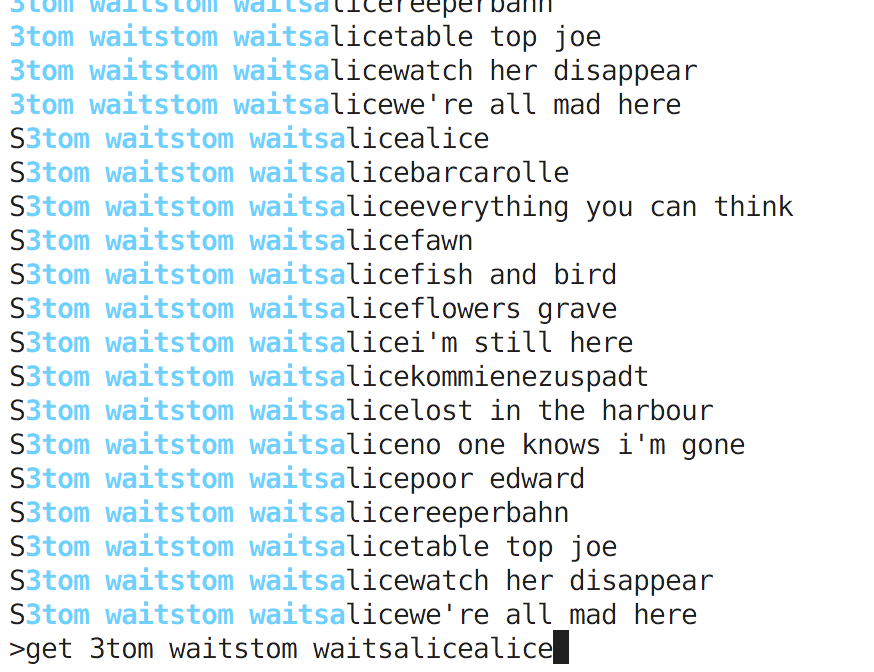 3tom waitstom waitsalicereeperbahn
3tom waitstom waitsalicetable top joe
3tom waitstom waitsalicewatch her disappear
3tom waitstom waitsalicewe're all mad here
S3tom waitstom waitsalicealice
S3tom waitstom waitsalicebarcarolle
S3tom waitstom waitsaliceeverything you can think
S3tom waitstom waitsalicefawn
S3tom waitstom waitsalicefish and bird
S3tom waitstom waitsaliceflowers grave
S3tom waitstom waitsalicei'm still here
S3tom waitstom waitsalicekommienezuspadt
S3tom waitstom waitsalicelost in the harbour
S3tom waitstom waitsaliceno one knows i'm gone
S3tom waitstom waitsalicepoor edward
S3tom waitstom waitsalicereeperbahn
S3tom waitstom waitsalicetable top joe
S3tom waitstom waitsalicewatch her disappear
S3tom waitstom waitsalicewe're all mad here
>get 3tom waitstom waitsalicealice